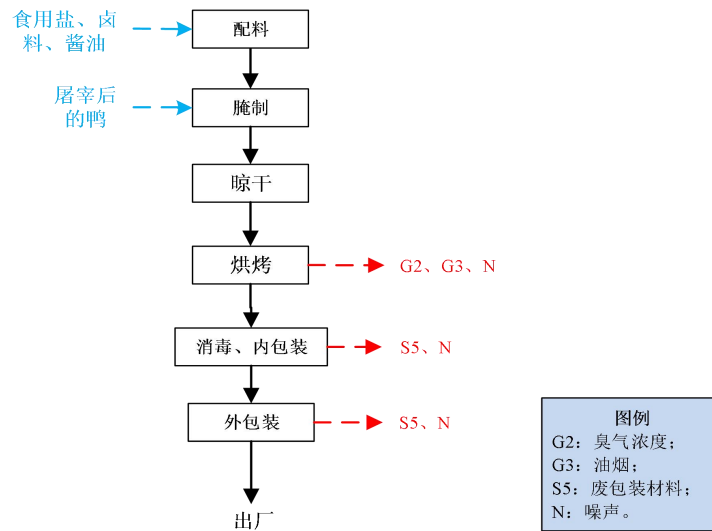 食用盐、卤
料、酱油
配料
屠宰后
的鸭
腌制
晾干
烘烤
G2、G3、N
消毒、内包装
S5、N
外包装
S5、N
出厂
图例
G2：臭气浓度；
G3：油烟；
S5：废包装材料；
N：噪声。